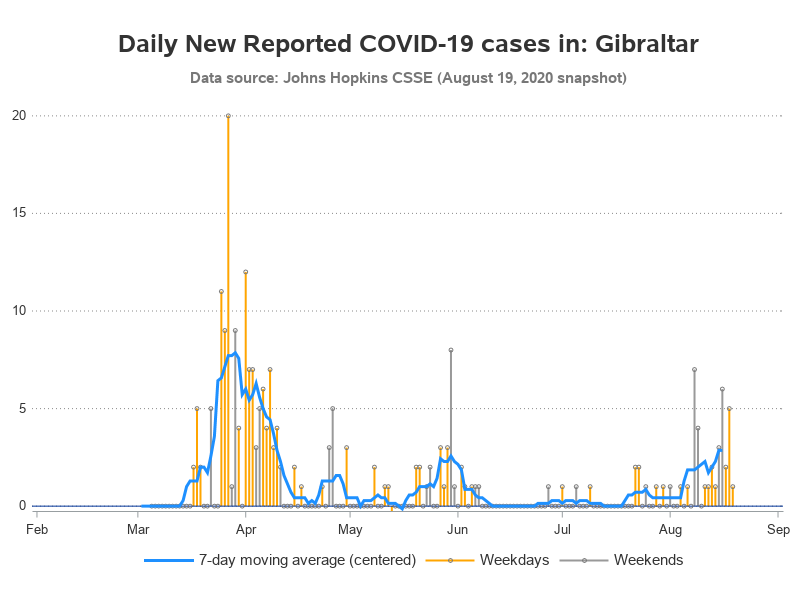 Daily New Reported COVID-19 cases in: Gibraltar
Data source: Johns Hopkins CSSE (August 19, 2020 snapshot)
20
15
10
5
0
Feb Mar Apr May Jun Jul Aug Sep
7-day moving average (centered) Weekdays Weekends